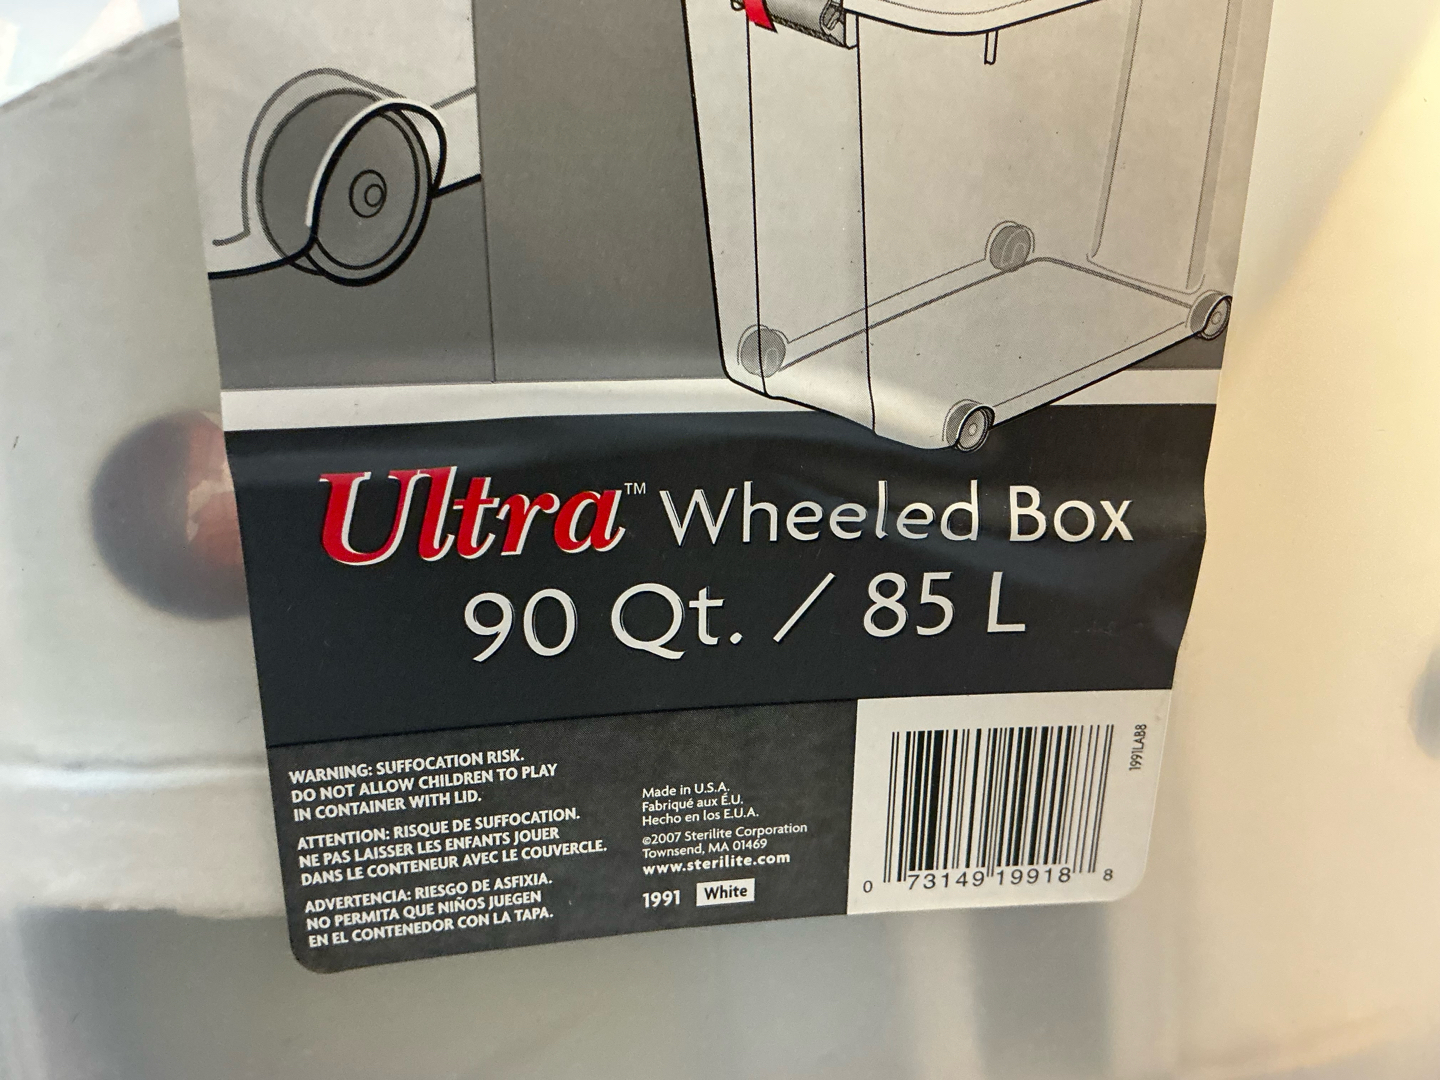 Ultra™ Wheeled Box
90 Qt. / 85 L
WARNING: SUFFOCATION RISK.
DO NOT ALLOW CHILDREN TO PLAY
IN CONTAINER WITH LID.
ATTENTION: RISQUE DE SUFFOCATION.
NE PAS LAISSER LES ENFANTS JOUER
DANS LE CONTENEUR AVEC LE COUVERCLE.
ADVERTENCIA: RIESGO DE ASFIXIA.
NO PERMITA QUE NIÑOS JUEGEN
EN EL CONTENEDOR CON LA TAPA.
Made in U.S.A.
Fabriqué aux É.U.
Hecho en los E.U.A.
©2007 Sterilite Corporation
Townsend, MA 01469
www.sterilite.com
1991 White
0 73149 19918 8
1991LAB8